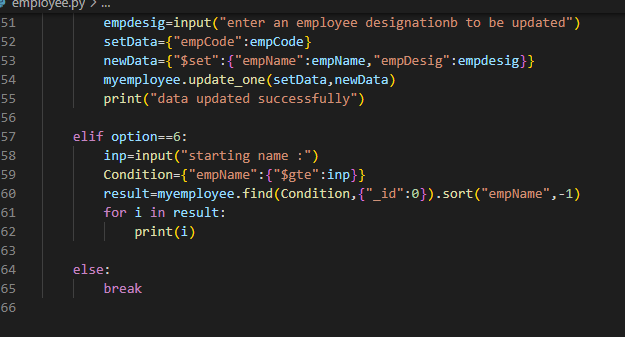 employee.py > ...
51 empdesig=input("enter an employee designationb to be updated")
52 setData={"empCode":empCode}
53 newData={"$set":{"empName":empName,"empDesig":empdesig}}
54 myemployee.update_one(setData,newData)
55 print("data updated successfully")
56
57 elif option==6:
58 inp=input("starting name :")
59 Condition={"empName":{"$gte":inp}}
60 result=myemployee.find(Condition,{"_id":0}).sort("empName",-1)
61 for i in result:
62 print(i)
63
64 else:
65 break
66